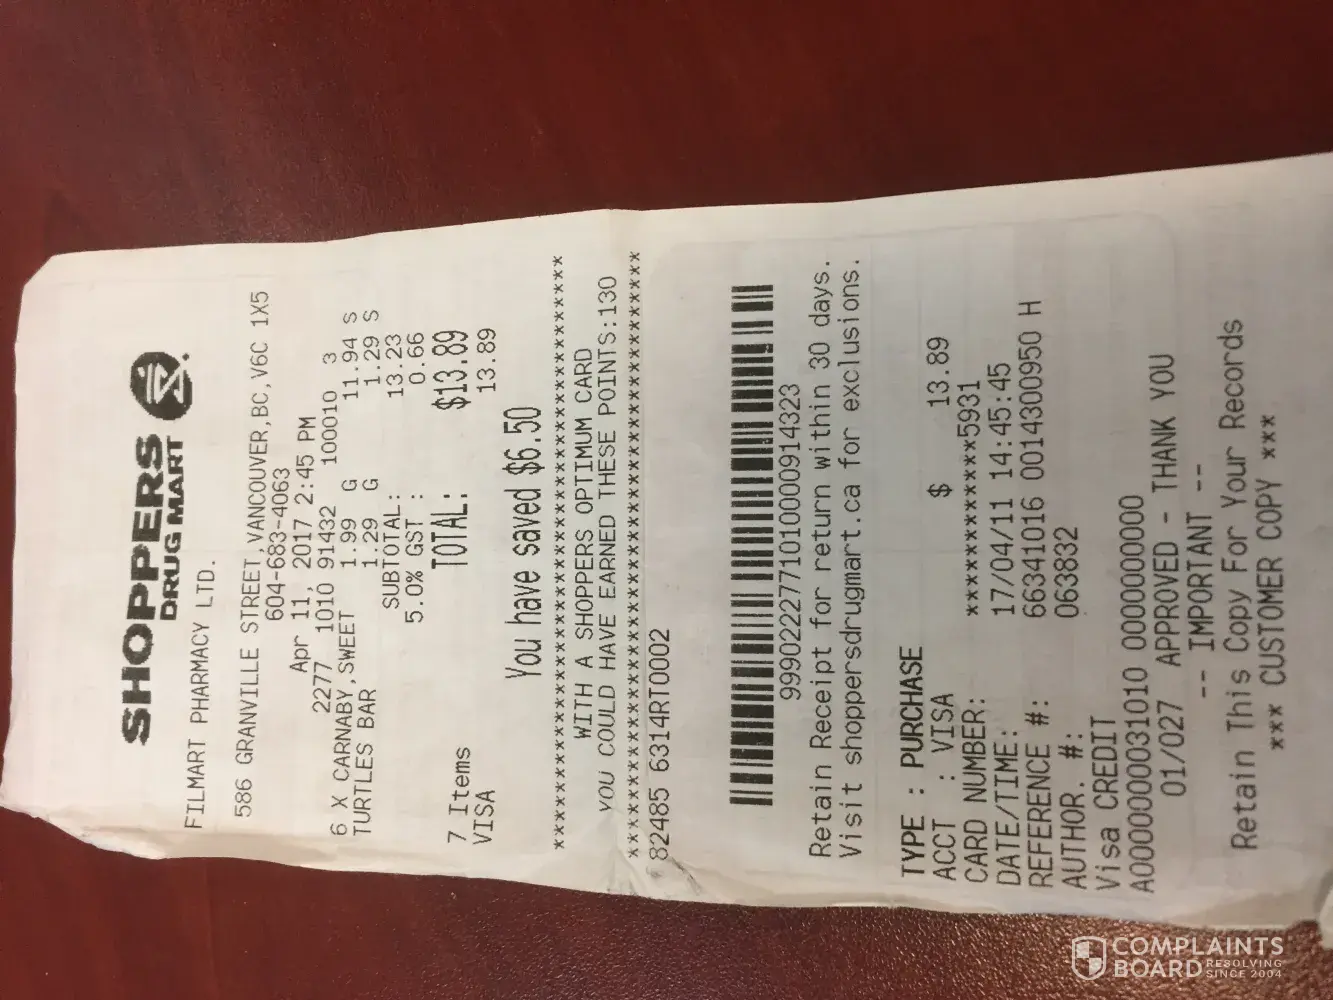 SHOPPERS
DRUG MART
FILMART PHARMACY LTD.
586 GRANVILLE STREET,VANCOUVER,BC,V6C 1X5
604-683-4063
Apr 11, 2017 2:45 PM
2277 1010 91432 100010 3
6 X CARNABY,SWEET 1.99 G 11.94 S
TURTLES BAR 1.29 G 1.29 S
SUBTOTAL: 13.23
5.0% GST : 0.66
TOTAL: $13.89
7 Items
VISA 13.89
You have saved $6.50
******************************************
WITH A SHOPPERS OPTIMUM CARD
YOU COULD HAVE EARNED THESE POINTS:130
******************************************
82485 6314RT0002
9990222771010000914323
Retain Receipt for return within 30 days.
Visit shoppersdrugmart.ca for exclusions.
TYPE : PURCHASE
ACCT : VISA $ 13.89
CARD NUMBER: ************5931
DATE/TIME: 17/04/11 14:45:45
REFERENCE #: 66341016 0014300950 H
AUTHOR. #: 063832
Visa CREDIT
A0000000031010 0000000000
01/027 APPROVED - THANK YOU
-- IMPORTANT --
Retain This Copy For Your Records
*** CUSTOMER COPY ***
COMPLAINTS
BOARD RESOLVING
SINCE 2004